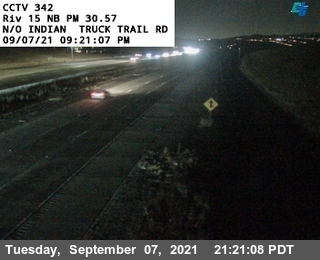 CCTV 342
Riv 15 NB PM 30.57
N/O INDIAN TRUCK TRAIL RD
09/07/21 09:21:07 PM
Tuesday, September 07, 2021 21:21:08 PDT